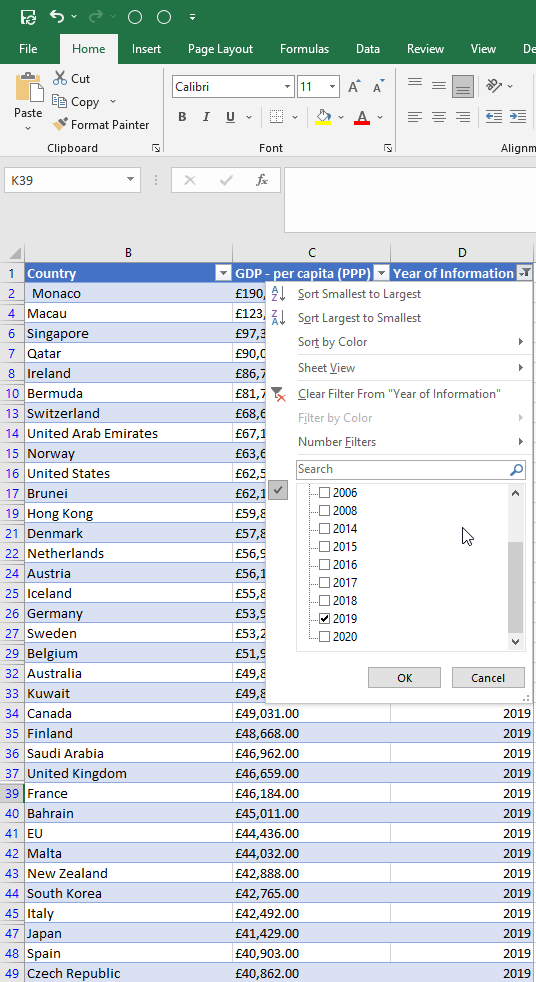 File Home Insert Page Layout Formulas Data Review View De
Paste
Cut
Copy
Format Painter
Clipboard
Calibri 11 A A
B I U A
Font
Alignm
K39 fx
B C D
1 Country GDP - per capita (PPP) Year of Information
2 Monaco £190,
4 Macau £123,
6 Singapore £97,3
7 Qatar £90,0
8 Ireland £86,7
10 Bermuda £81,7
13 Switzerland £68,6
14 United Arab Emirates £67,1
15 Norway £63,6
16 United States £62,5
17 Brunei £62,1
19 Hong Kong £59,8
21 Denmark £57,8
22 Netherlands £56,9
24 Austria £56,1
25 Iceland £55,8
26 Germany £53,9
27 Sweden £53,2
29 Belgium £51,9
32 Australia £49,8
33 Kuwait £49,8
34 Canada £49,031.00 2019
35 Finland £48,668.00 2019
36 Saudi Arabia £46,962.00 2019
37 United Kingdom £46,659.00 2019
39 France £46,184.00 2019
40 Bahrain £45,011.00 2019
41 EU £44,436.00 2019
42 Malta £44,032.00 2019
43 New Zealand £42,888.00 2019
44 South Korea £42,765.00 2019
45 Italy £42,492.00 2019
47 Japan £41,429.00 2019
48 Spain £40,903.00 2019
49 Czech Republic £40,862.00 2019
Sort Smallest to Largest
Sort Largest to Smallest
Sort by Color
Sheet View
Clear Filter From "Year of Information"
Filter by Color
Number Filters
Search
2006
2008
2014
2015
2016
2017
2018
2019
2020
OK Cancel